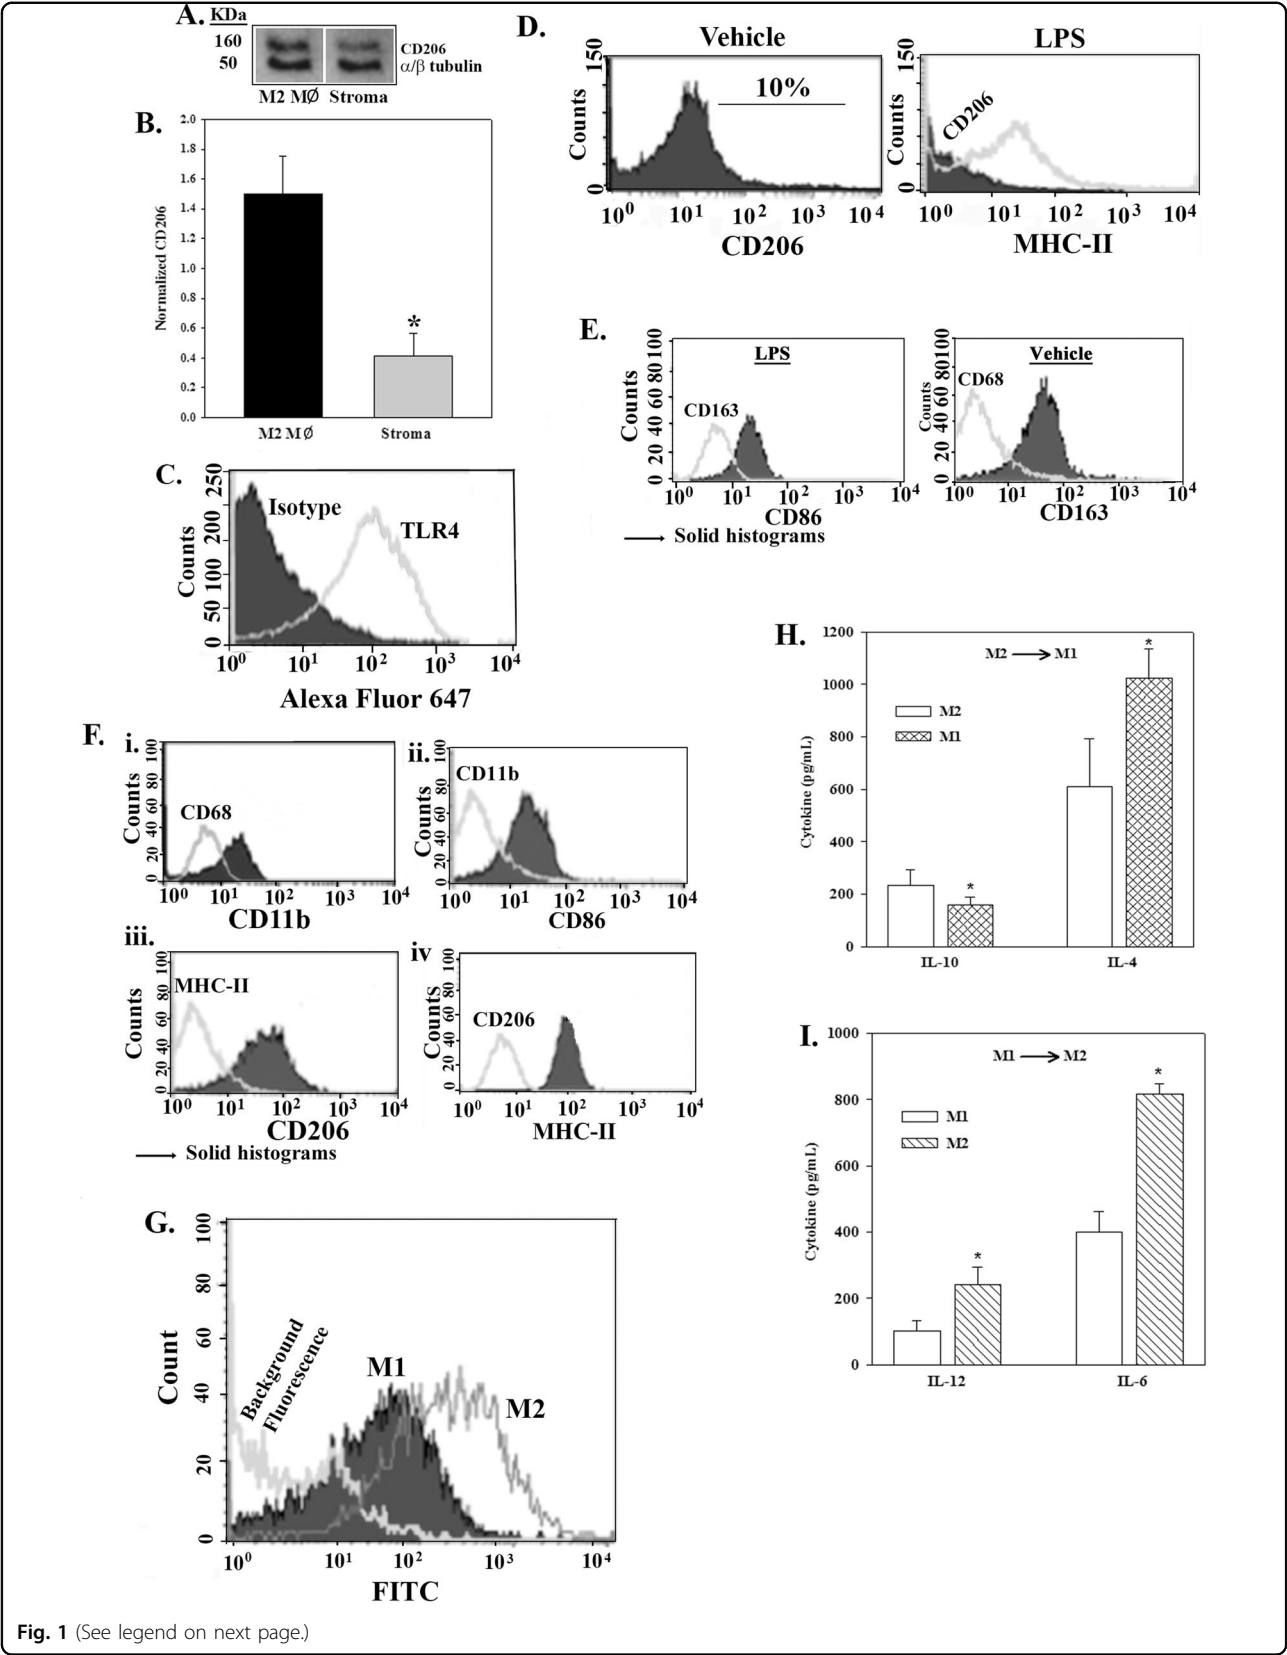 A. KDa
160
50
CD206
α/β tubulin
M2 MØ Stroma
B.
2.0
1.8
1.6
1.4
1.2
1.0
0.8
0.6
0.4
0.2
0.0
Normalized CD206
*
M2 MØ Stroma
C.
250
200
100
50
0
Counts
Isotype
TLR4
10⁰ 10¹ 10² 10³ 10⁴
Alexa Fluor 647
D.
Vehicle
150
0
Counts
10%
10⁰ 10¹ 10² 10³ 10⁴
CD206
LPS
150
0
Counts
CD206
10⁰ 10¹ 10² 10³ 10⁴
MHC-II
E.
LPS
Counts
0 20 40 60 80 100
CD163
10⁰ 10¹ 10² 10³ 10⁴
CD86
Vehicle
Counts
0 20 40 60 80 100
CD68
10⁰ 10¹ 10² 10³ 10⁴
CD163
→ Solid histograms
F.
i.
Counts
0 20 40 60 80 100
CD68
10⁰ 10¹ 10² 10³ 10⁴
CD11b
ii.
Counts
0 20 40 60 80 100
CD11b
10⁰ 10¹ 10² 10³ 10⁴
CD86
iii.
Counts
0 20 40 60 80 100
MHC-II
10⁰ 10¹ 10² 10³ 10⁴
CD206
iv
Counts
0 20 40 60 80 100
CD206
10⁰ 10¹ 10² 10³ 10⁴
MHC-II
→ Solid histograms
G.
Count
0 20 40 60 80 100
Background
Fluorescence
M1
M2
10⁰ 10¹ 10² 10³ 10⁴
FITC
H.
1200
1000
800
600
400
200
0
Cytokine (pg/mL)
M2 → M1
M2
M1
*
*
IL-10 IL-4
I.
1000
800
600
400
200
0
Cytokine (pg/mL)
M1 → M2
M1
M2
*
*
IL-12 IL-6
Fig. 1 (See legend on next page.)